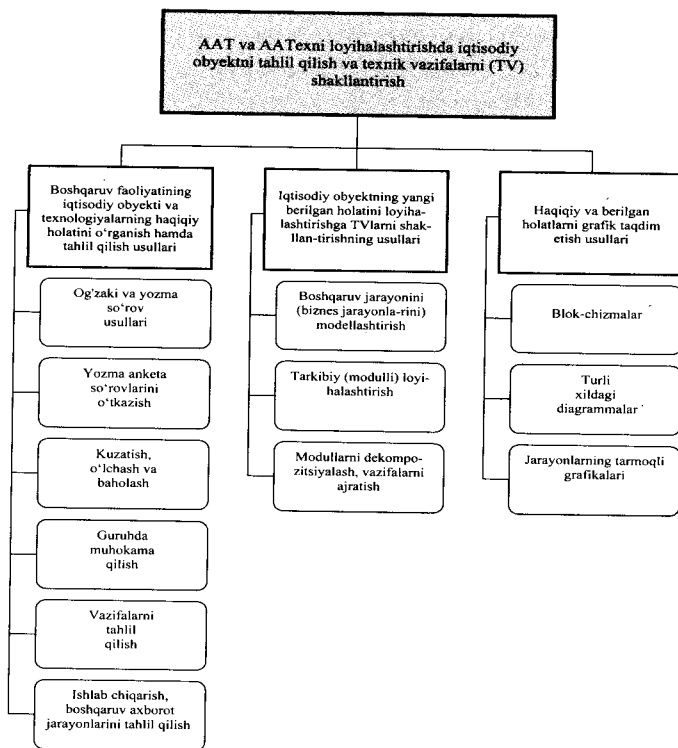 AAT va AATexni loyihalashtirishda iqtisodiy
obyektni tahlil qilish va texnik vazifalarni (TV)
shakllantirish
Boshqaruv faoliyatining
iqtisodiy obyekti va
texnologiyalarning haqiqiy
holatini o‘rganish hamda
tahlil qilish usullari
Og'zaki va yozma
so‘rov
usullari
Yozma anketa
so‘rovlarini
o‘tkazish
Kuzatish,
o‘lchash va
baholash
Guruhda
muhokama
qilish
Vazifalarni
tahlil
qilish
Ishlab chiqarish,
boshqaruv axborot
jarayonlarini tahlil qilish
Iqtisodiy obyektning yangi
berilgan holatini loyiha-
lashtirishga TVlarni shak-
llan-tirishning usullari
Boshqaruv jarayonini
(biznes jarayonla-rini)
modellashtirish
Tarkibiy (modulli) loyi-
halashtirish
Modullarni dekompo-
zitsiyalash, vazifalarni
ajratish
Haqiqiy va berilgan
holatlarni grafik taqdim
etish usullari
Blok-chizmalar
Turli
xildagi
diagrammalar
Jarayonlarning tarmoqli
grafikalari